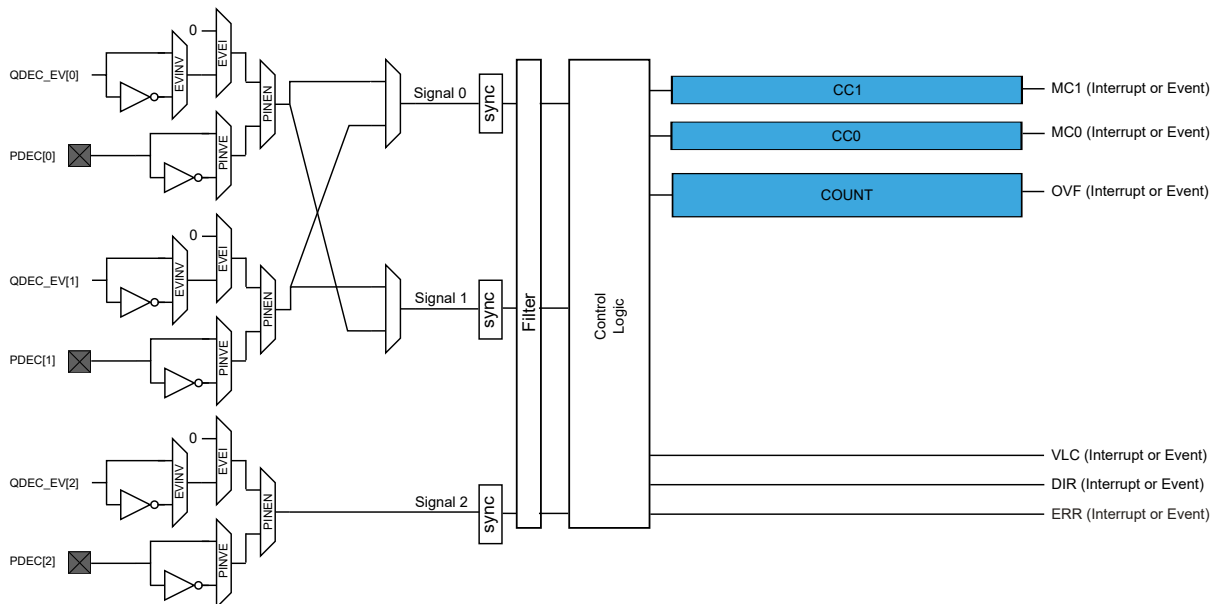 0
EVEI
QDEC_EV[0]
EVINV
PINEN
PDEC[0]
PINVE
Signal 0
sync
CC1
MC1 (Interrupt or Event)
CC0
MC0 (Interrupt or Event)
COUNT
OVF (Interrupt or Event)
0
EVEI
QDEC_EV[1]
EVINV
PINEN
PDEC[1]
PINVE
Signal 1
sync
Filter
Control
Logic
0
EVEI
QDEC_EV[2]
EVINV
PINEN
PDEC[2]
PINVE
Signal 2
sync
VLC (Interrupt or Event)
DIR (Interrupt or Event)
ERR (Interrupt or Event)